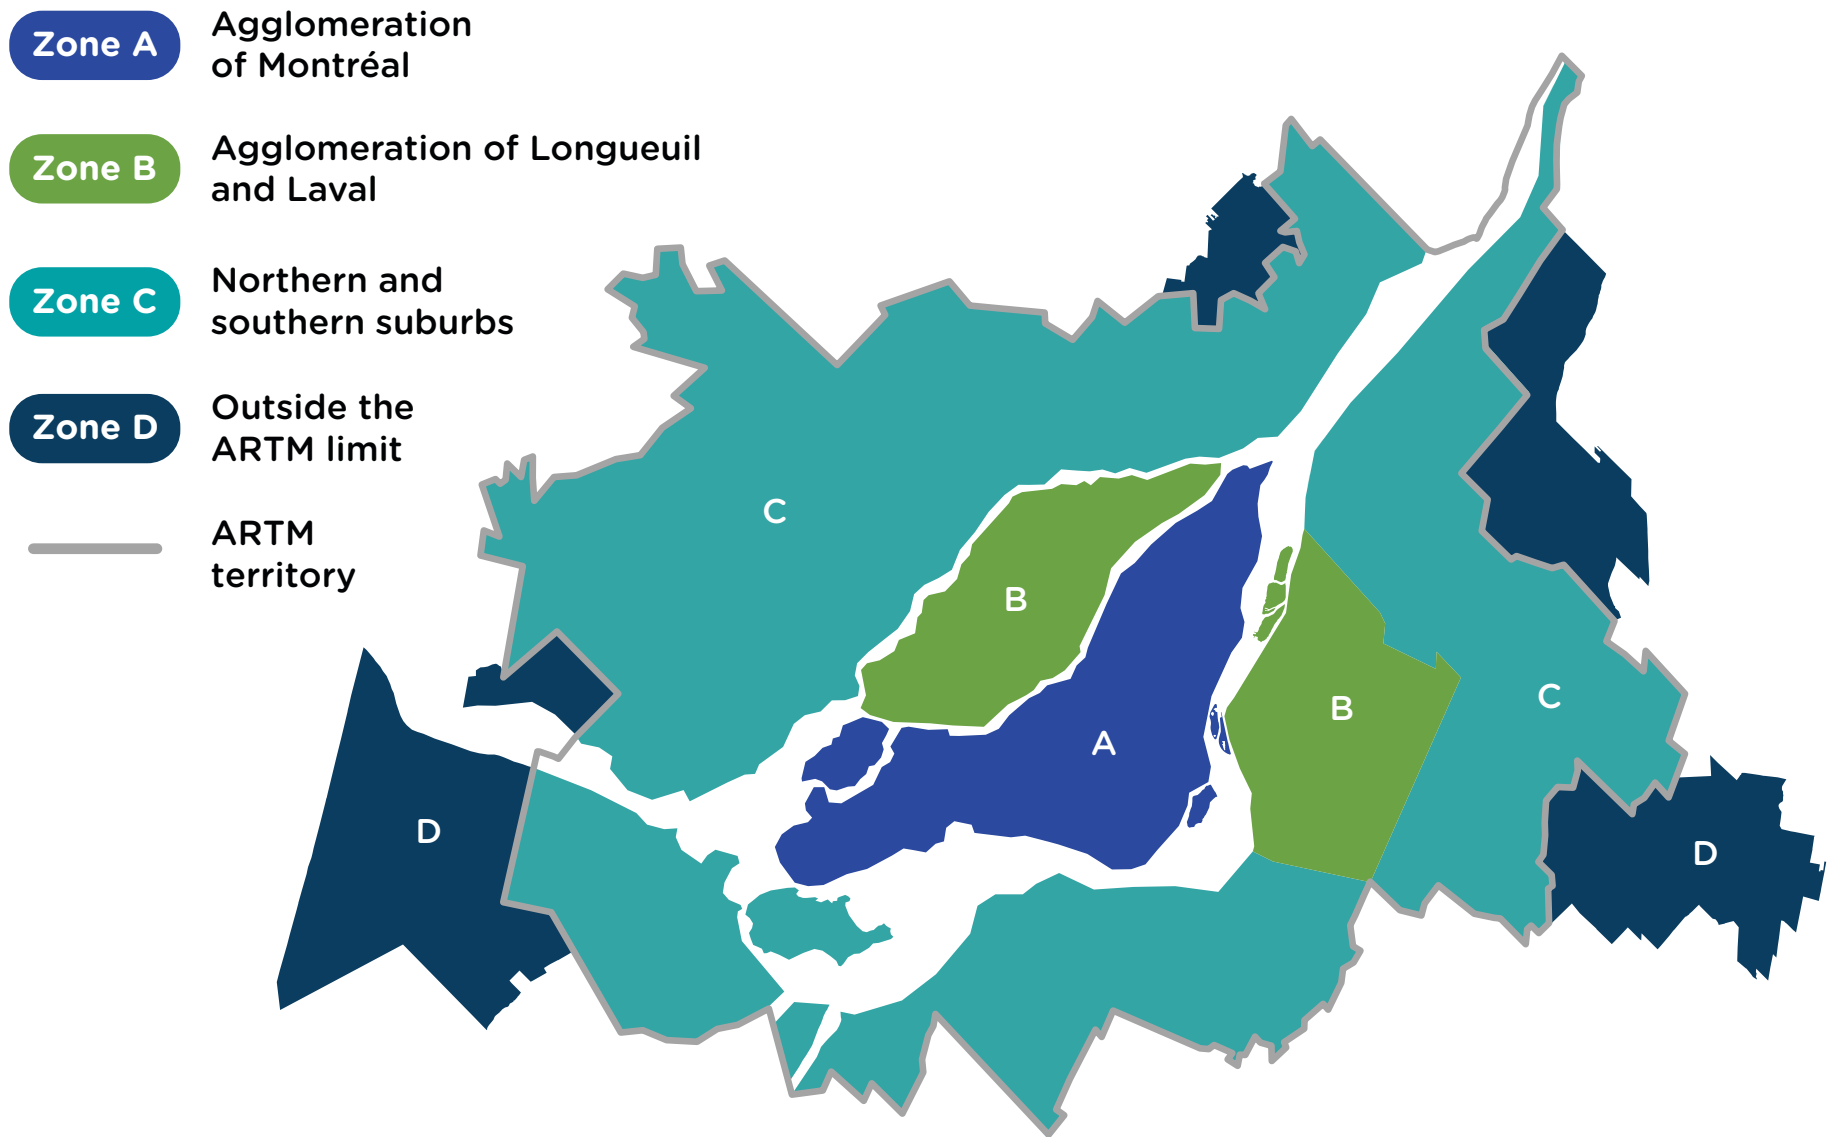 Zone A
Agglomeration
of Montréal
Zone B
Agglomeration of Longueuil
and Laval
Zone C
Northern and
southern suburbs
Zone D
Outside the
ARTM limit
ARTM
territory
C
B
A
B
C
D
D